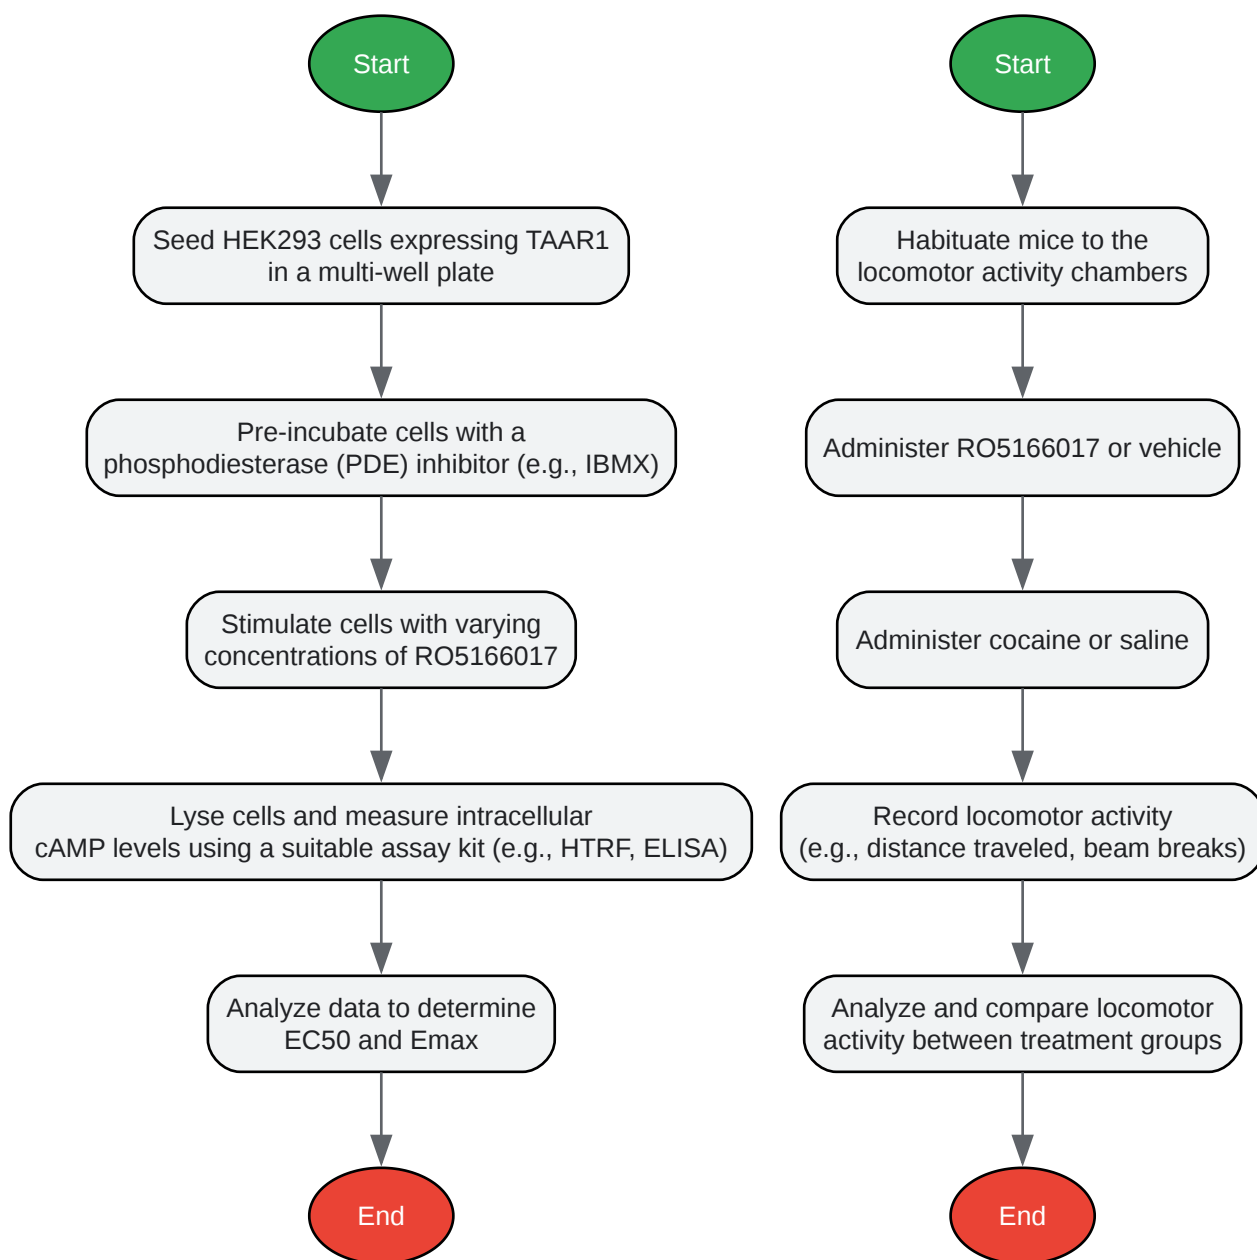 Start
Seed HEK293 cells expressing TAAR1
in a multi-well plate
Pre-incubate cells with a
phosphodiesterase (PDE) inhibitor (e.g., IBMX)
Stimulate cells with varying
concentrations of RO5166017
Lyse cells and measure intracellular
cAMP levels using a suitable assay kit (e.g., HTRF, ELISA)
Analyze data to determine
EC50 and Emax
End
Start
Habituate mice to the
locomotor activity chambers
Administer RO5166017 or vehicle
Administer cocaine or saline
Record locomotor activity
(e.g., distance traveled, beam breaks)
Analyze and compare locomotor
activity between treatment groups
End